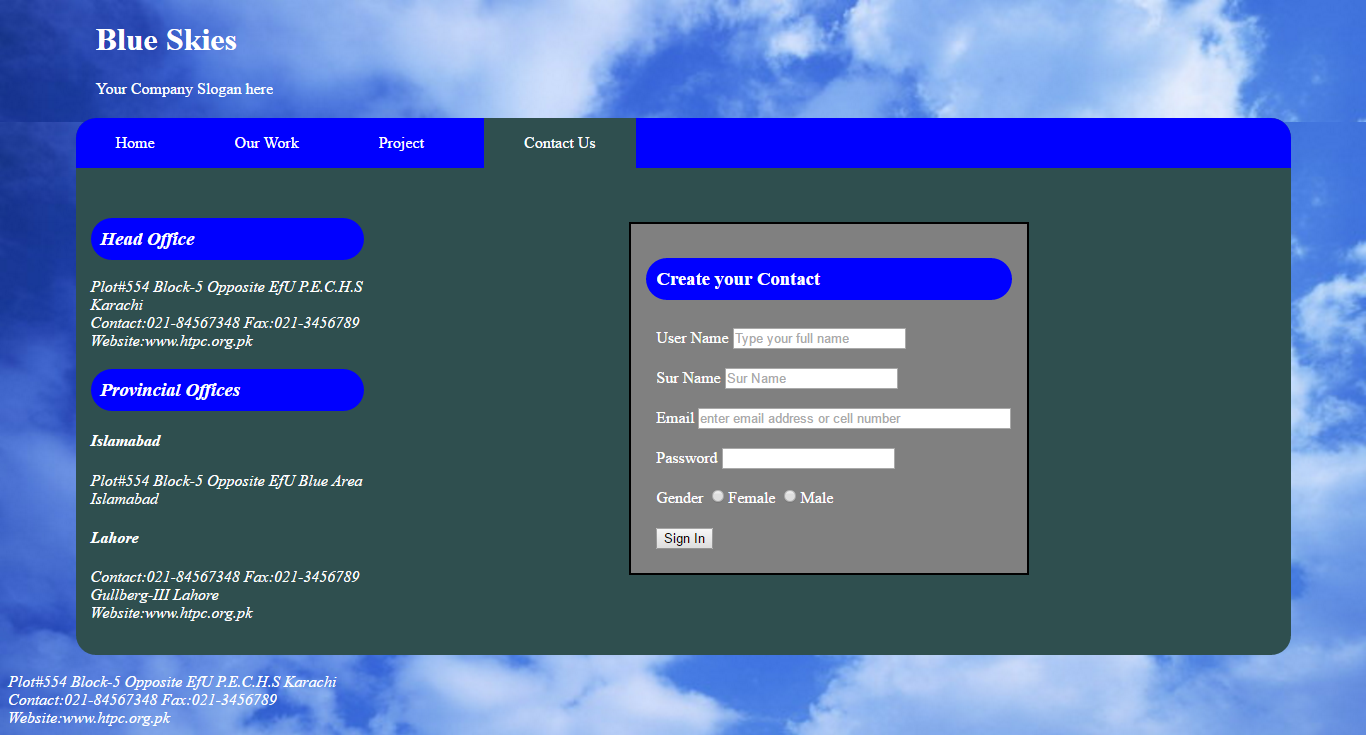 Blue Skies
Your Company Slogan here
Home Our Work Project Contact Us
Head Office
Plot#554 Block-5 Opposite EfU P.E.C.H.S
Karachi
Contact:021-84567348 Fax:021-3456789
Website:www.htpc.org.pk
Provincial Offices
Islamabad
Plot#554 Block-5 Opposite EfU Blue Area
Islamabad
Lahore
Contact:021-84567348 Fax:021-3456789
Gullberg-III Lahore
Website:www.htpc.org.pk
Create your Contact
User Name Type your full name
Sur Name Sur Name
Email enter email address or cell number
Password
Gender Female Male
Sign In
Plot#554 Block-5 Opposite EfU P.E.C.H.S Karachi
Contact:021-84567348 Fax:021-3456789
Website:www.htpc.org.pk